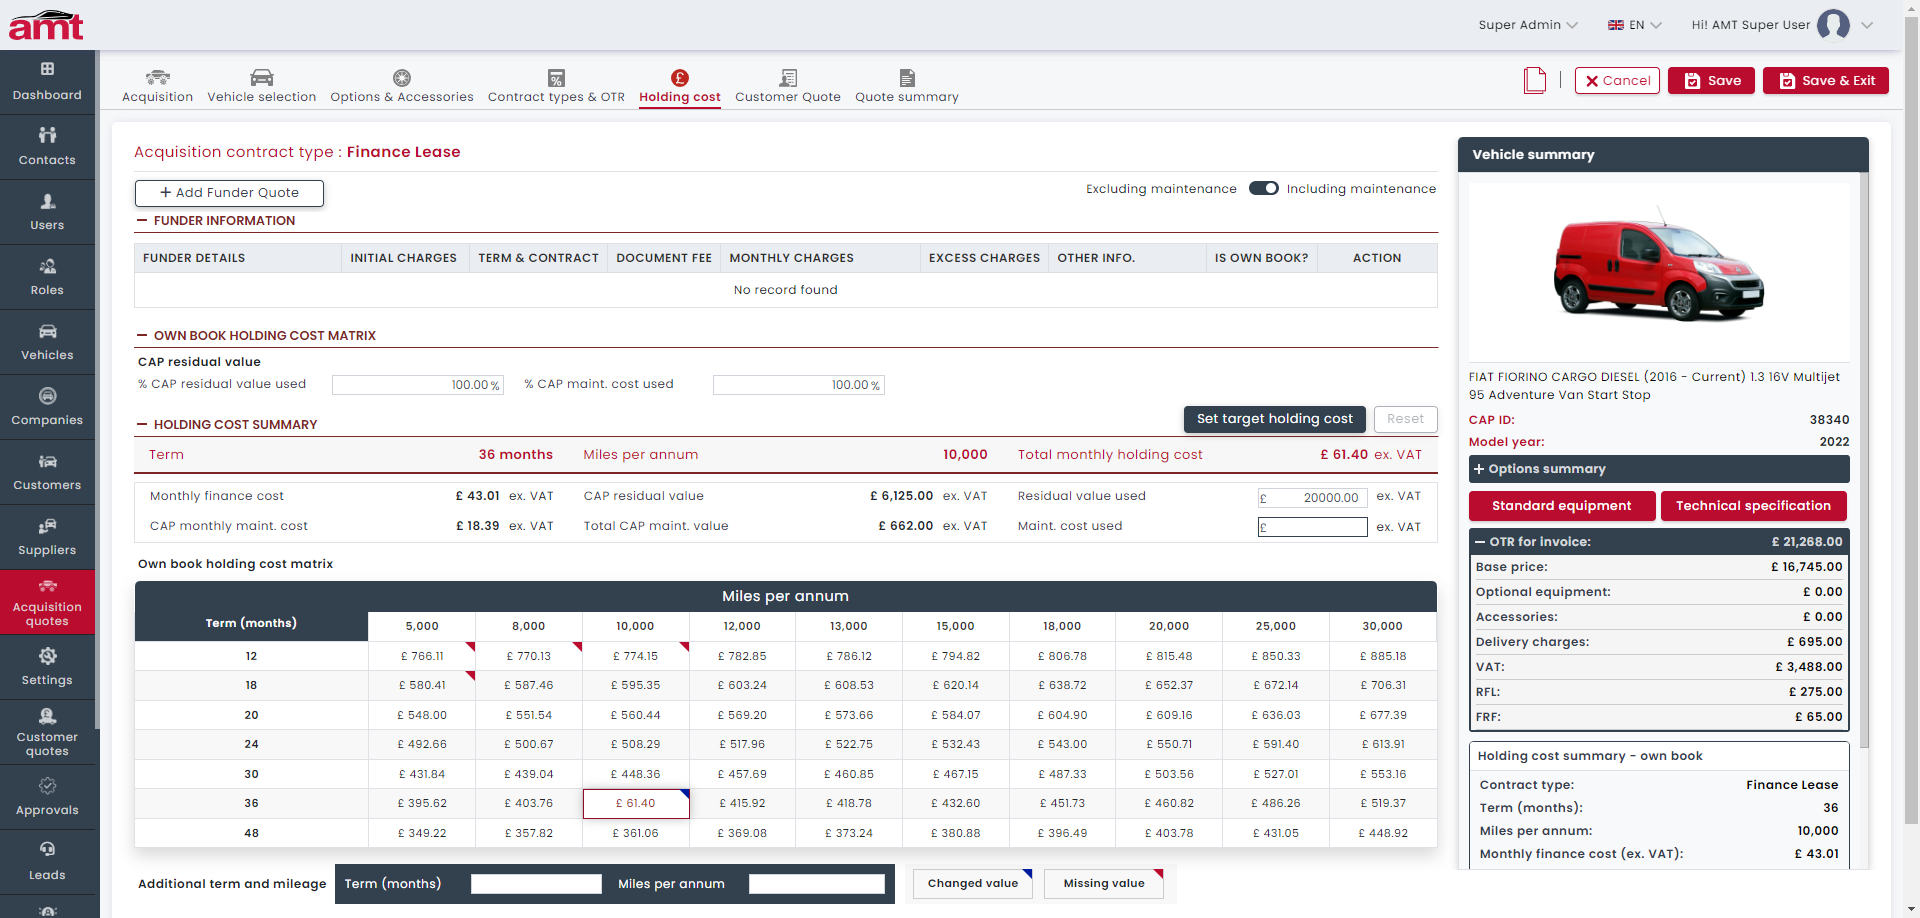 amt
Super Admin
EN
Hi! AMT Super User
Dashboard
Contacts
Users
Roles
Vehicles
Companies
Customers
Suppliers
Acquisition
quotes
Settings
Customer
quotes
Approvals
Leads
Acquisition
Vehicle selection
Options & Accessories
Contract types & OTR
Holding cost
Customer Quote
Quote summary
Cancel
Save
Save & Exit
Acquisition contract type : Finance Lease
+ Add Funder Quote
Excluding maintenance
Including maintenance
FUNDER INFORMATION
FUNDER DETAILS INITIAL CHARGES TERM & CONTRACT DOCUMENT FEE MONTHLY CHARGES EXCESS CHARGES OTHER INFO. IS OWN BOOK? ACTION
No record found
OWN BOOK HOLDING COST MATRIX
CAP residual value
% CAP residual value used 100.00 % % CAP maint. cost used 100.00 %
HOLDING COST SUMMARY
Set target holding cost
Reset
Term 36 months Miles per annum 10,000 Total monthly holding cost £ 61.40 ex. VAT
Monthly finance cost £ 43.01 ex. VAT CAP residual value £ 6,125.00 ex. VAT Residual value used £ 20000.00 ex. VAT
CAP monthly maint. cost £ 18.39 ex. VAT Total CAP maint. value £ 662.00 ex. VAT Maint. cost used £ ex. VAT
Own book holding cost matrix
Miles per annum
Term (months) 5,000 8,000 10,000 12,000 13,000 15,000 18,000 20,000 25,000 30,000
12 £ 766.11 £ 770.13 £ 774.15 £ 782.85 £ 786.12 £ 794.82 £ 806.78 £ 815.48 £ 850.33 £ 885.18
18 £ 580.41 £ 587.46 £ 595.35 £ 603.24 £ 608.53 £ 620.14 £ 638.72 £ 652.37 £ 672.14 £ 706.31
20 £ 548.00 £ 551.54 £ 560.44 £ 569.20 £ 573.66 £ 584.07 £ 604.90 £ 609.16 £ 636.03 £ 677.39
24 £ 492.66 £ 500.67 £ 508.29 £ 517.96 £ 522.75 £ 532.43 £ 543.00 £ 550.71 £ 591.40 £ 613.91
30 £ 431.84 £ 439.04 £ 448.36 £ 457.69 £ 460.85 £ 467.15 £ 487.33 £ 503.56 £ 527.01 £ 553.16
36 £ 395.62 £ 403.76 £ 61.40 £ 415.92 £ 418.78 £ 432.60 £ 451.73 £ 460.82 £ 486.26 £ 519.37
48 £ 349.22 £ 357.82 £ 361.06 £ 369.08 £ 373.24 £ 380.88 £ 396.49 £ 403.78 £ 431.05 £ 448.92
Additional term and mileage Term (months) Miles per annum Changed value Missing value
Vehicle summary
FIAT FIORINO CARGO DIESEL (2016 - Current) 1.3 16V Multijet
95 Adventure Van Start Stop
CAP ID: 38340
Model year: 2022
+ Options summary
Standard equipment
Technical specification
OTR for invoice: £ 21,268.00
Base price: £ 16,745.00
Optional equipment: £ 0.00
Accessories: £ 0.00
Delivery charges: £ 695.00
VAT: £ 3,488.00
RFL: £ 275.00
FRF: £ 65.00
Holding cost summary - own book
Contract type: Finance Lease
Term (months): 36
Miles per annum: 10,000
Monthly finance cost (ex. VAT): £ 43.01